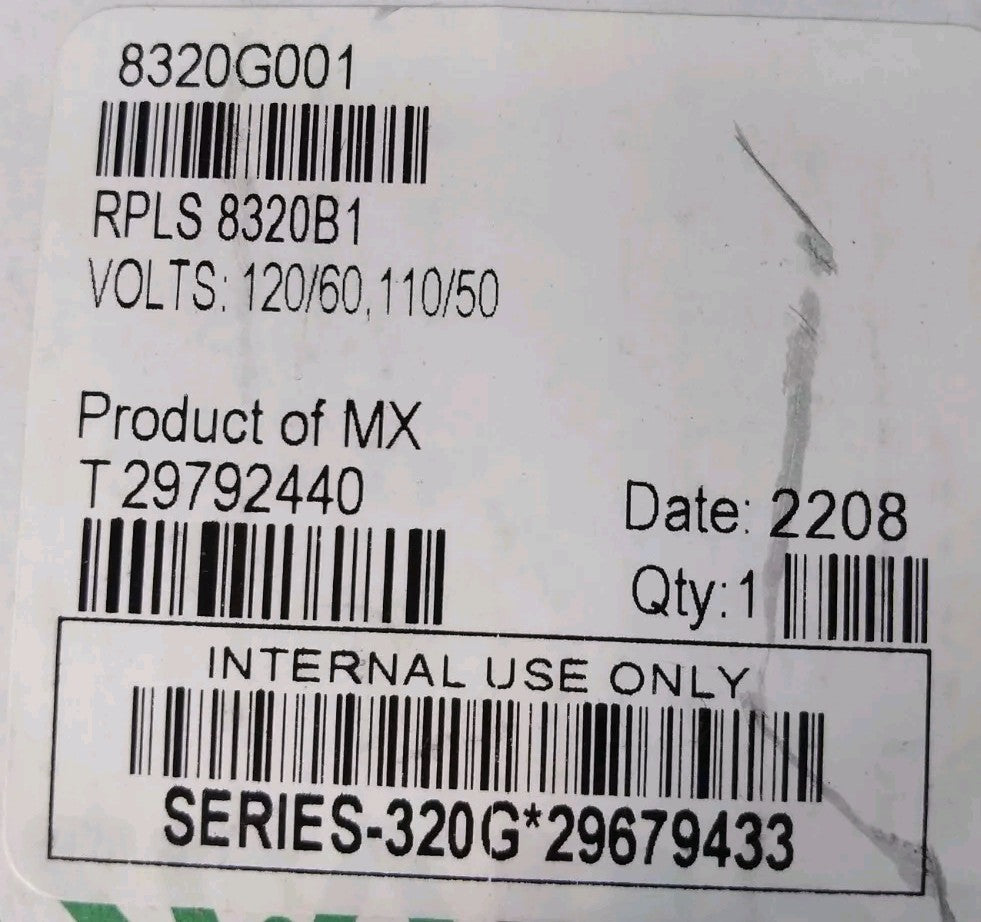 8320G001
RPLS 8320B1
VOLTS: 120/60, 110/50
Product of MX
T 29792440
Date: 2208
Qty: 1
INTERNAL USE ONLY
SERIES-320G*29679433